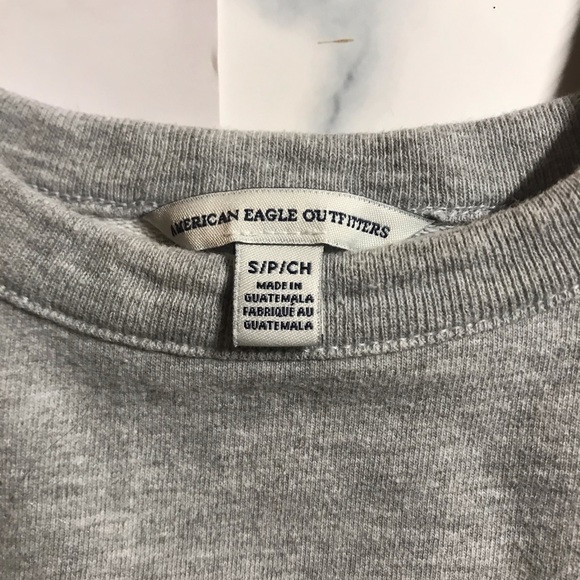 AMERICAN EAGLE OUTFITTERS
S/P/CH
MADE IN
GUATEMALA
FABRIQUÉ AU
GUATEMALA